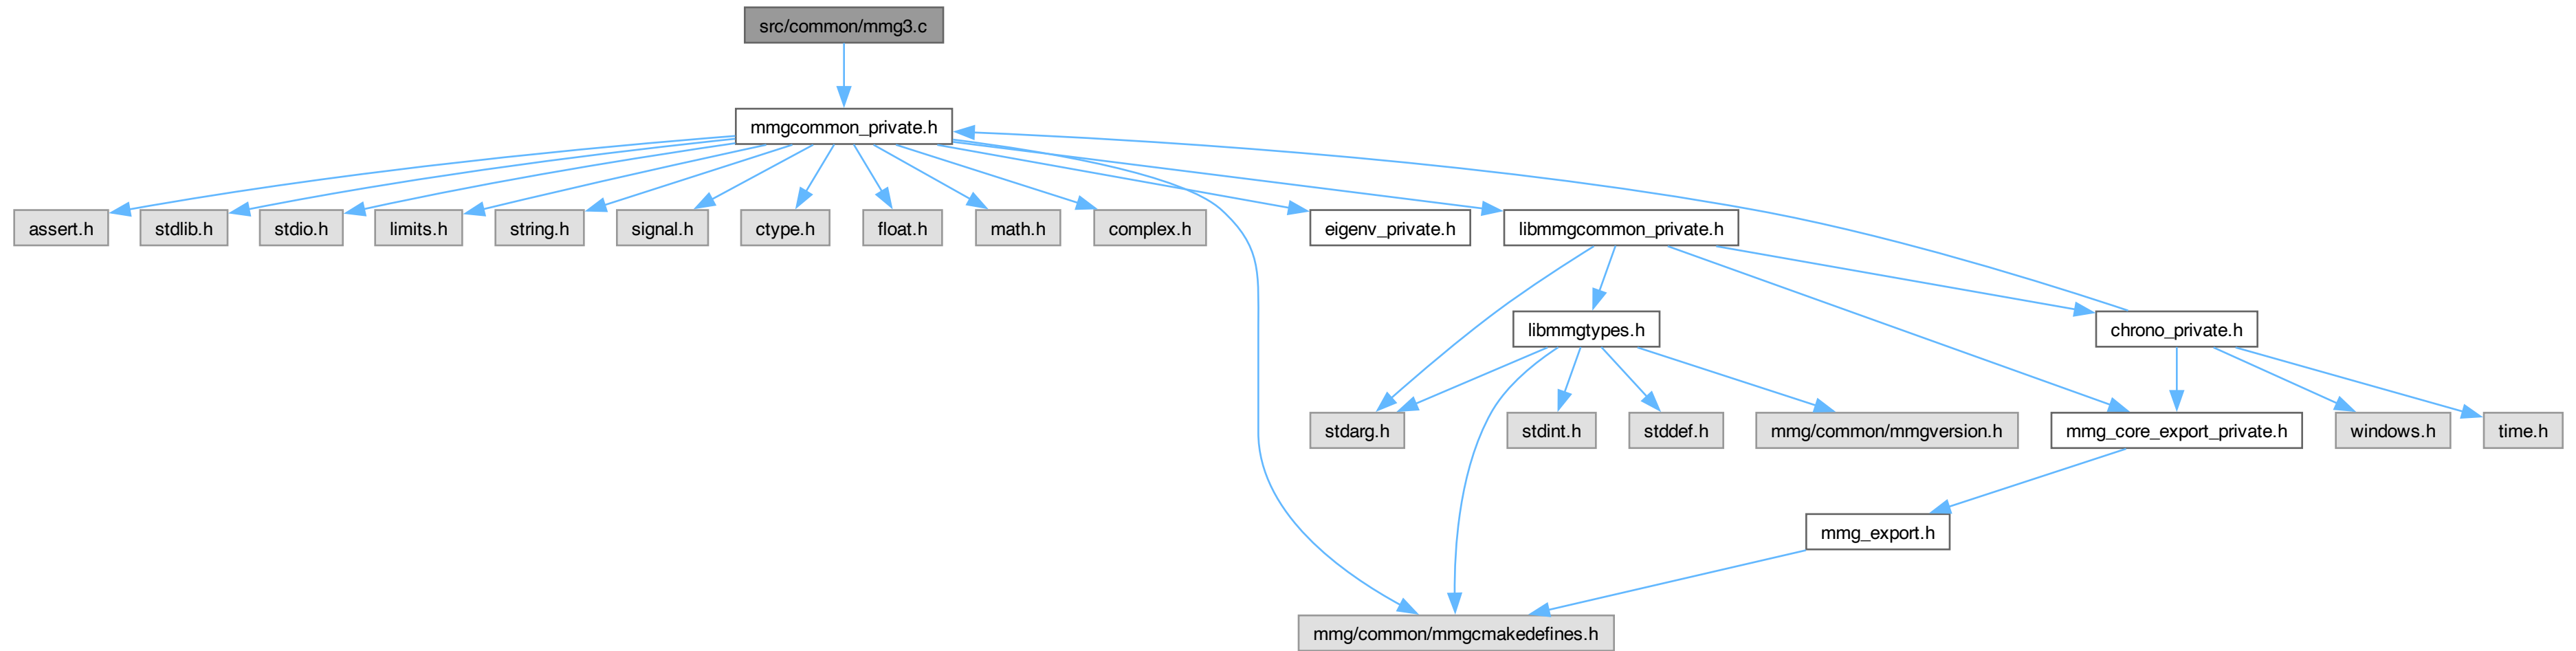 src/common/mmg3.c
mmgcommon_private.h
assert.h
stdlib.h
stdio.h
limits.h
string.h
signal.h
ctype.h
float.h
math.h
complex.h
eigenv_private.h
libmmgcommon_private.h
libmmgtypes.h
chrono_private.h
stdarg.h
stdint.h
stddef.h
mmg/common/mmgversion.h
mmg_core_export_private.h
windows.h
time.h
mmg_export.h
mmg/common/mmgcmakedefines.h